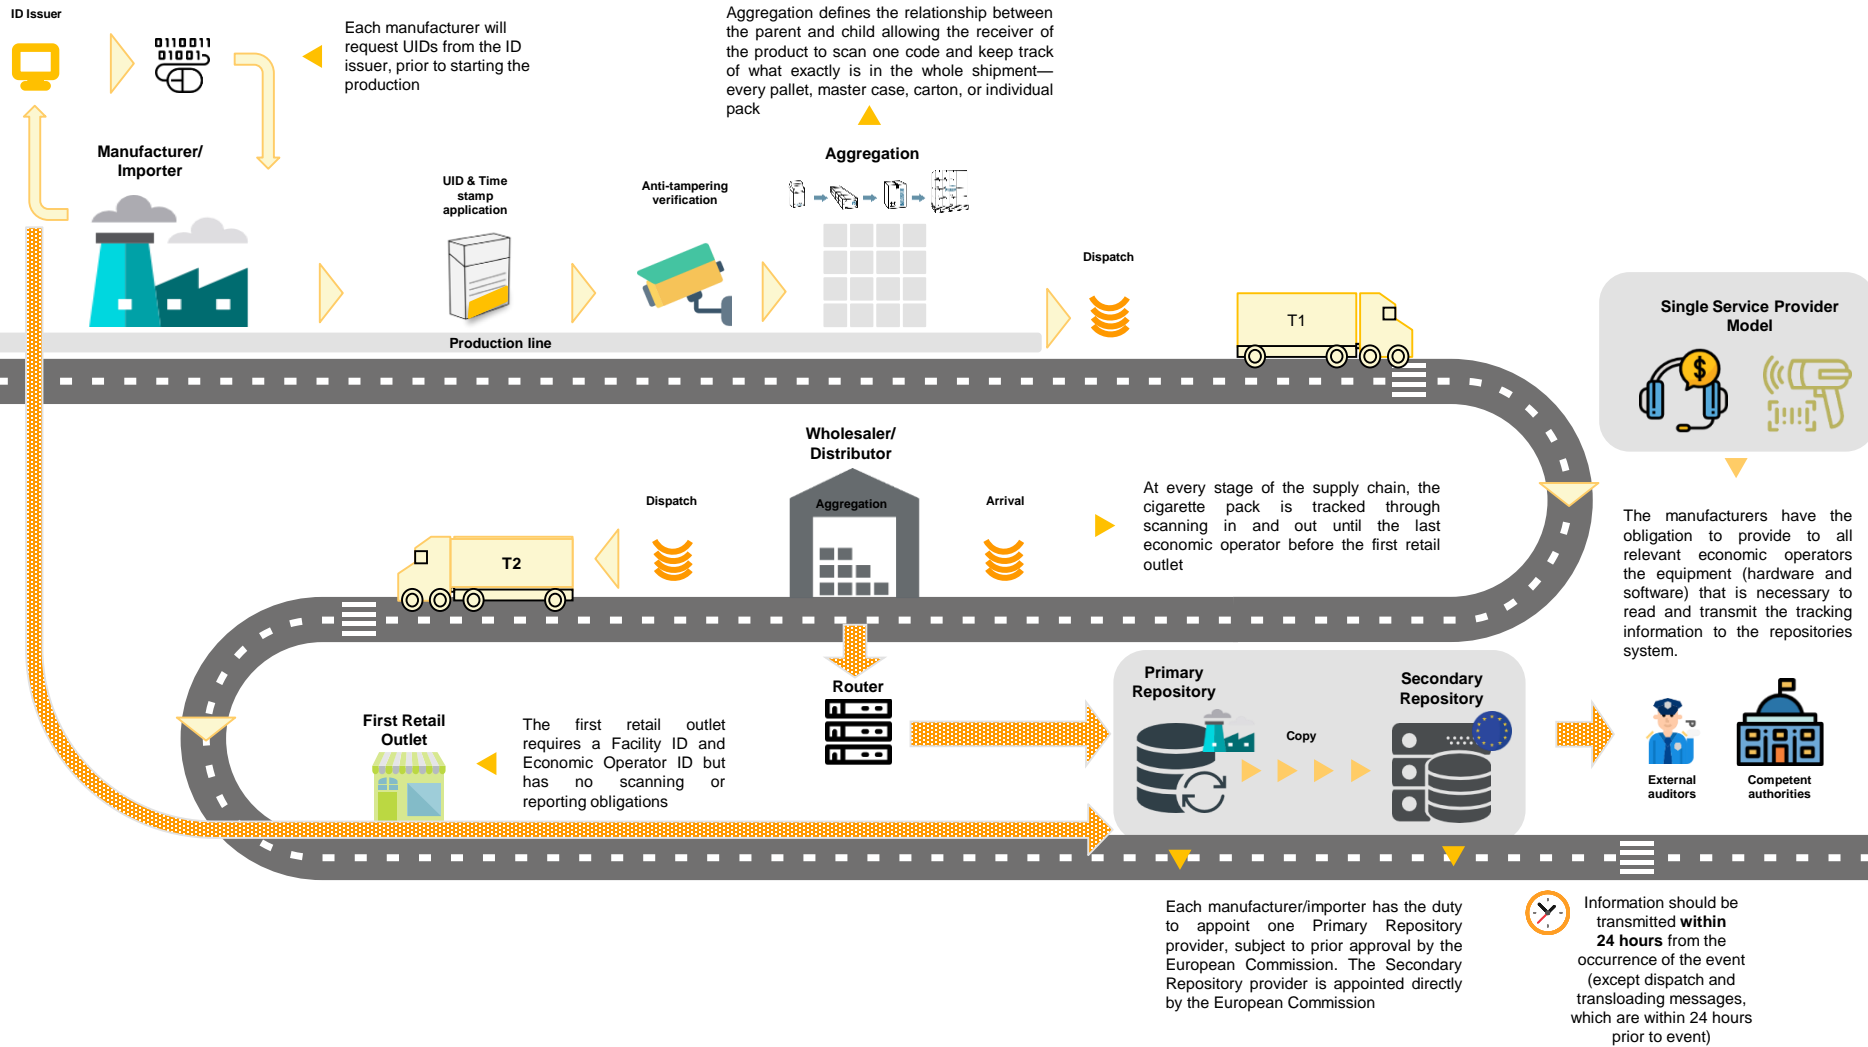 ID Issuer
0110011
01001
Each manufacturer will
request UIDs from the ID
issuer, prior to starting the
production
Aggregation defines the relationship between
the parent and child allowing the receiver of
the product to scan one code and keep track
of what exactly is in the whole shipment—
every pallet, master case, carton, or individual
pack
Manufacturer/
Importer
UID & Time
stamp
application
Anti-tampering
verification
Aggregation
Dispatch
T1
Single Service Provider
Model
$
Production line
Wholesaler/
Distributor
Dispatch
Aggregation
Arrival
T2
At every stage of the supply chain, the
cigarette pack is tracked through
scanning in and out until the last
economic operator before the first retail
outlet
The manufacturers have the
obligation to provide to all
relevant economic operators
the equipment (hardware and
software) that is necessary to
read and transmit the tracking
information to the repositories
system.
Router
Primary
Repository
Secondary
Repository
Copy
First Retail
Outlet
The first retail outlet
requires a Facility ID and
Economic Operator ID but
has no scanning or
reporting obligations
P
External
auditors
Competent
authorities
Each manufacturer/importer has the duty
to appoint one Primary Repository
provider, subject to prior approval by the
European Commission. The Secondary
Repository provider is appointed directly
by the European Commission
Information should be
transmitted within
24 hours from the
occurrence of the event
(except dispatch and
transloading messages,
which are within 24 hours
prior to event)